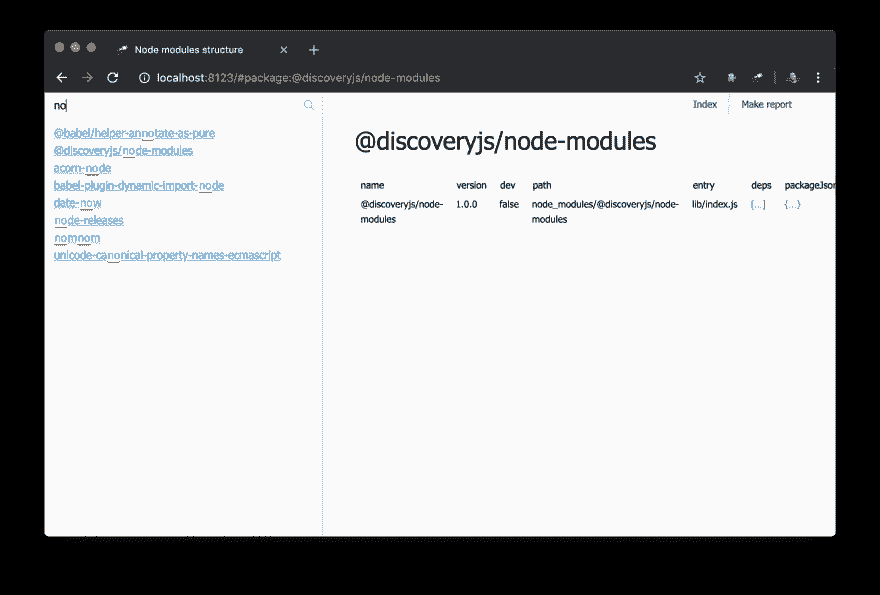 Node modules structure
localhost:8123/#package:@discoveryjs/node-modules
no
@babel/helper-annotate-as-pure
@discoveryjs/node-modules
acorn-node
babel-plugin-dynamic-import-node
date-now
node-releases
nomnom
unicode-canonical-property-names-ecmascript
Index
Make report
@discoveryjs/node-modules
name version dev path entry deps packageJson
@discoveryjs/node- 1.0.0 false node_modules/@discoveryjs/node- lib/index.js [...] {...}
modules modules